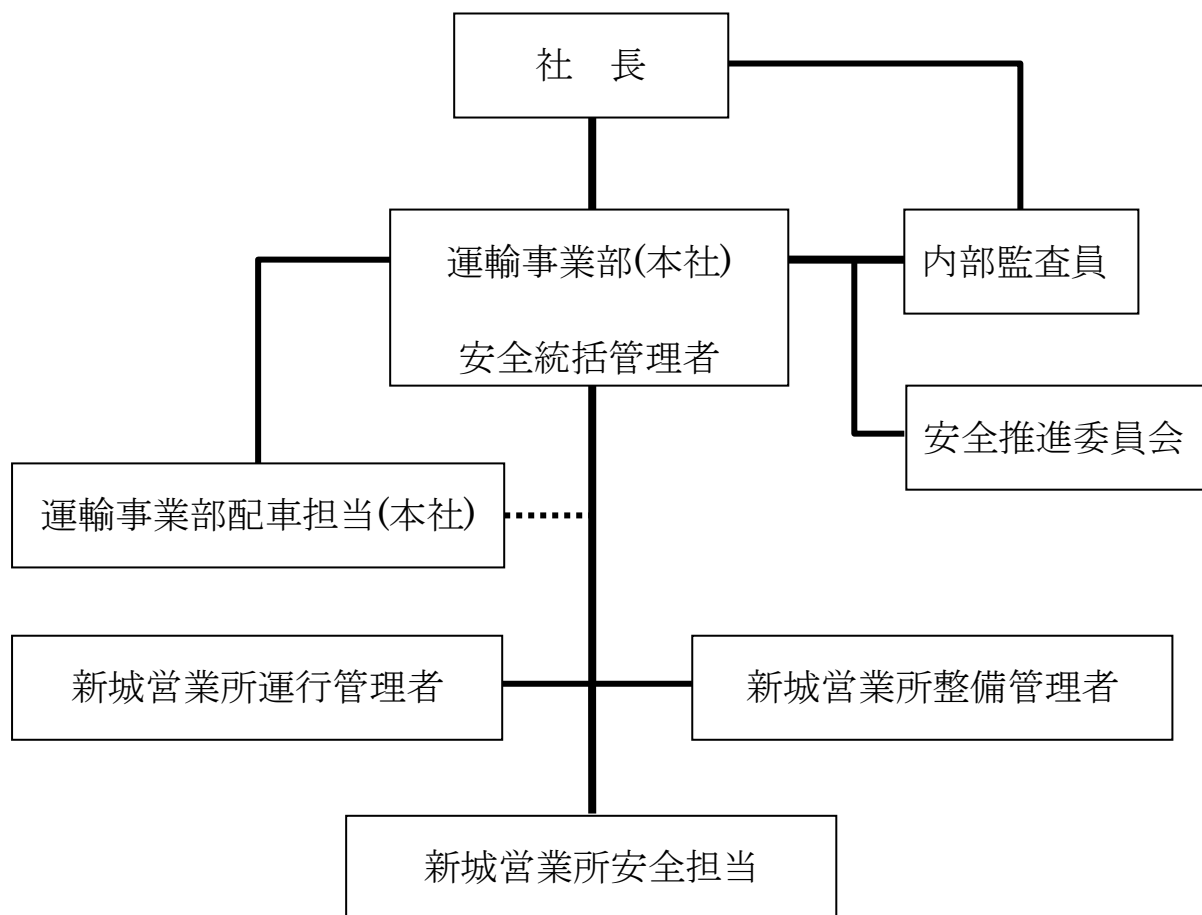 社　長
運輸事業部(本社)
安全統括管理者
内部監査員
安全推進委員会
運輸事業部配車担当(本社)
新城営業所運行管理者
新城営業所整備管理者
新城営業所安全担当